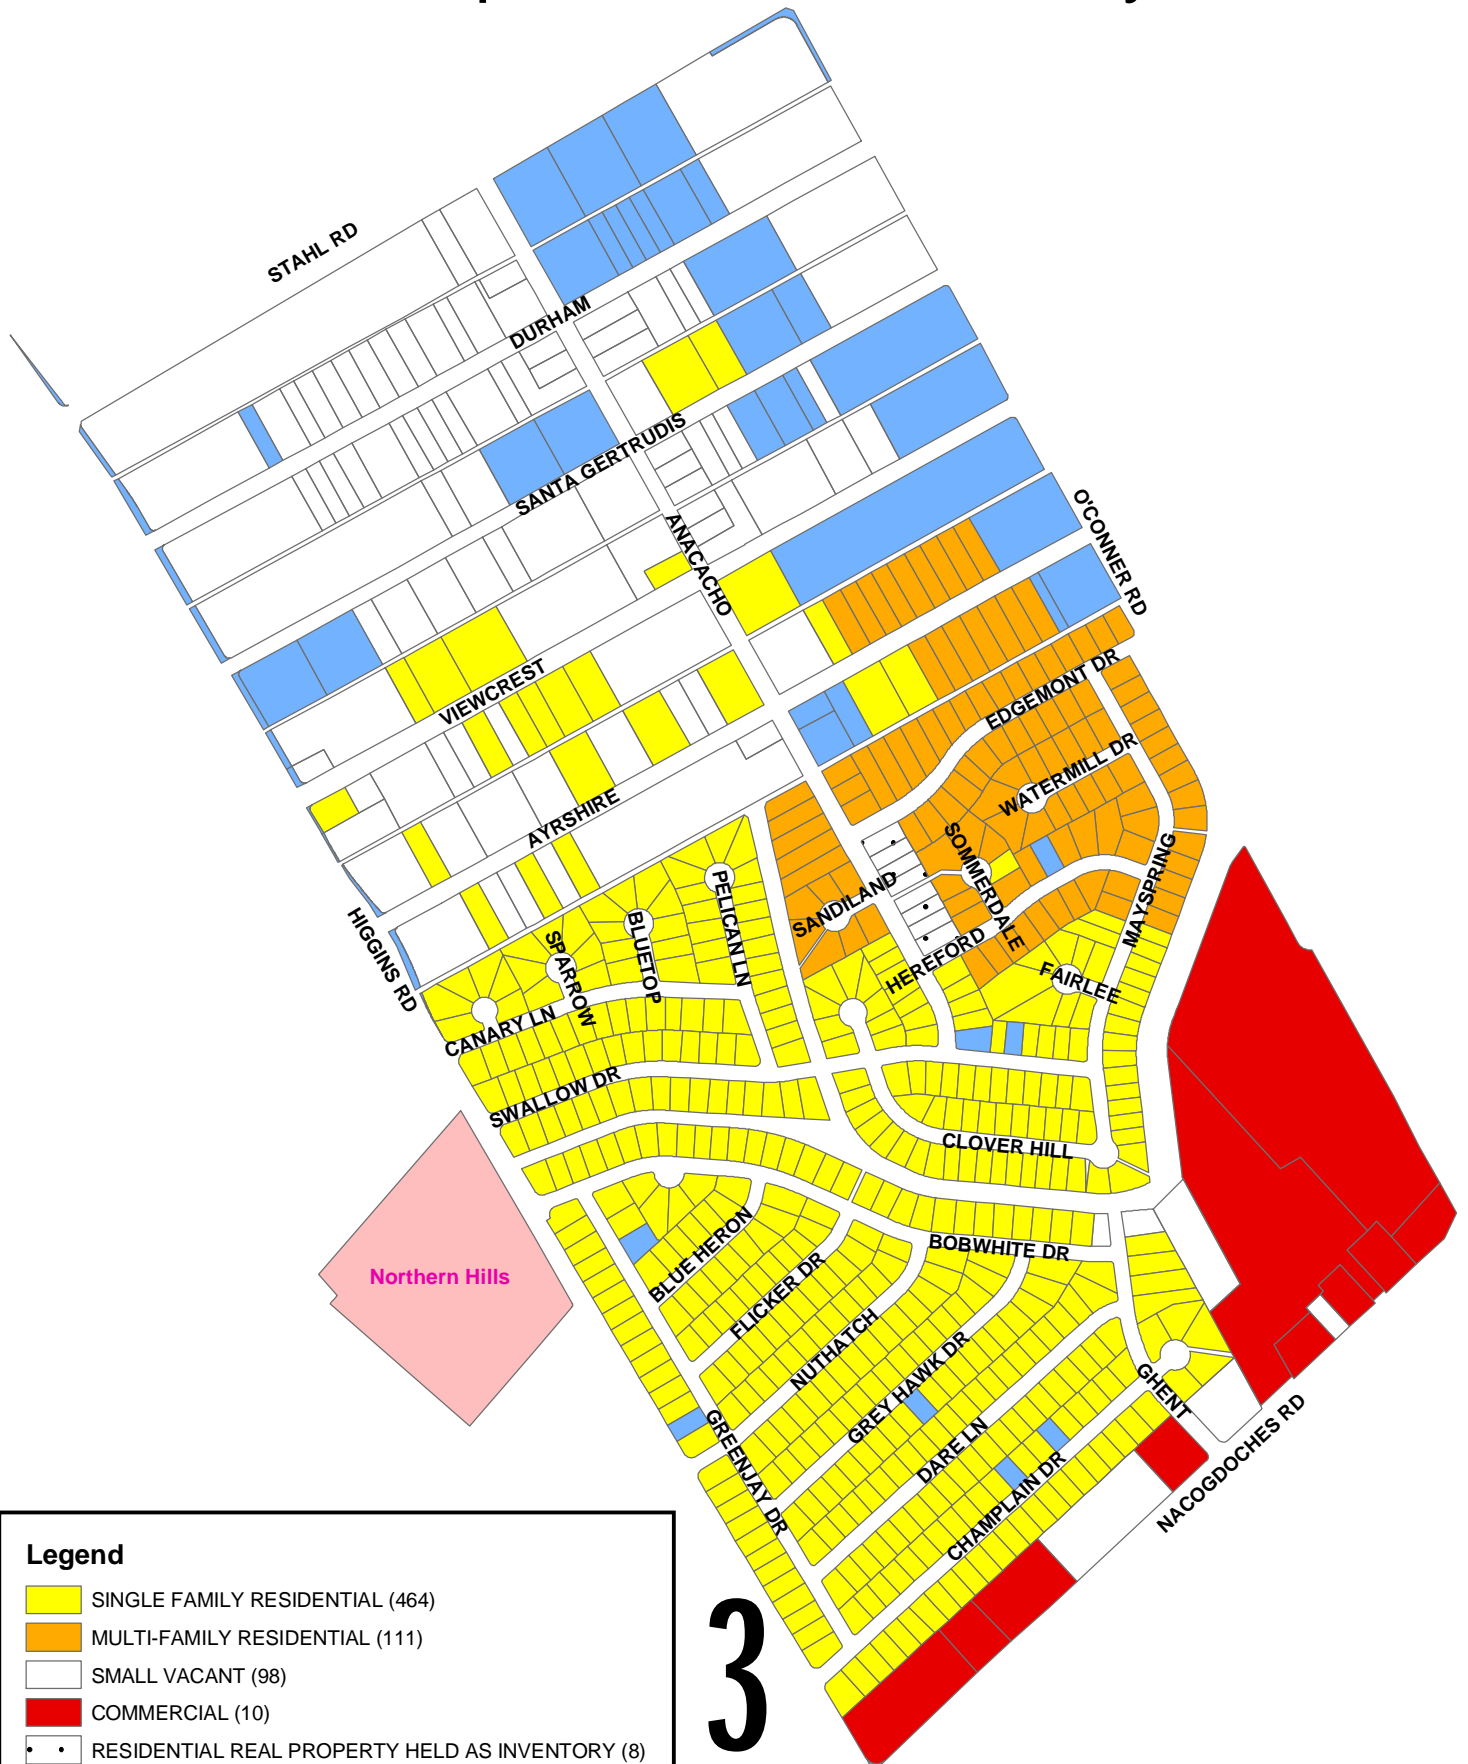 STAHL RD
DURHAM
SANTA GERTRUDIS
ANACACHO
O'CONNER RD
VIEWCREST
EDGEMONT DR
WATERMILL DR
AYRSHIRE
SOMMERDALE
MAYSPRING
PELICAN LN
SANDILAND
BLUETOP
SPARROW
HIGGINS RD
HEREFORD
FAIRLEE
CANARY LN
SWALLOW DR
CLOVER HILL
BLUE HERON
BOBWHITE DR
Northern Hills
FLICKER DR
NUTHATCH
GREY HAWK DR
GHENT
GREENJAY DR
DARE LN
CHAMPLAIN DR
NACOGDOCHES RD
Legend
SINGLE FAMILY RESIDENTIAL (464)
MULTI-FAMILY RESIDENTIAL (111)
SMALL VACANT (98)
COMMERCIAL (10)
RESIDENTIAL REAL PROPERTY HELD AS INVENTORY (8)
3